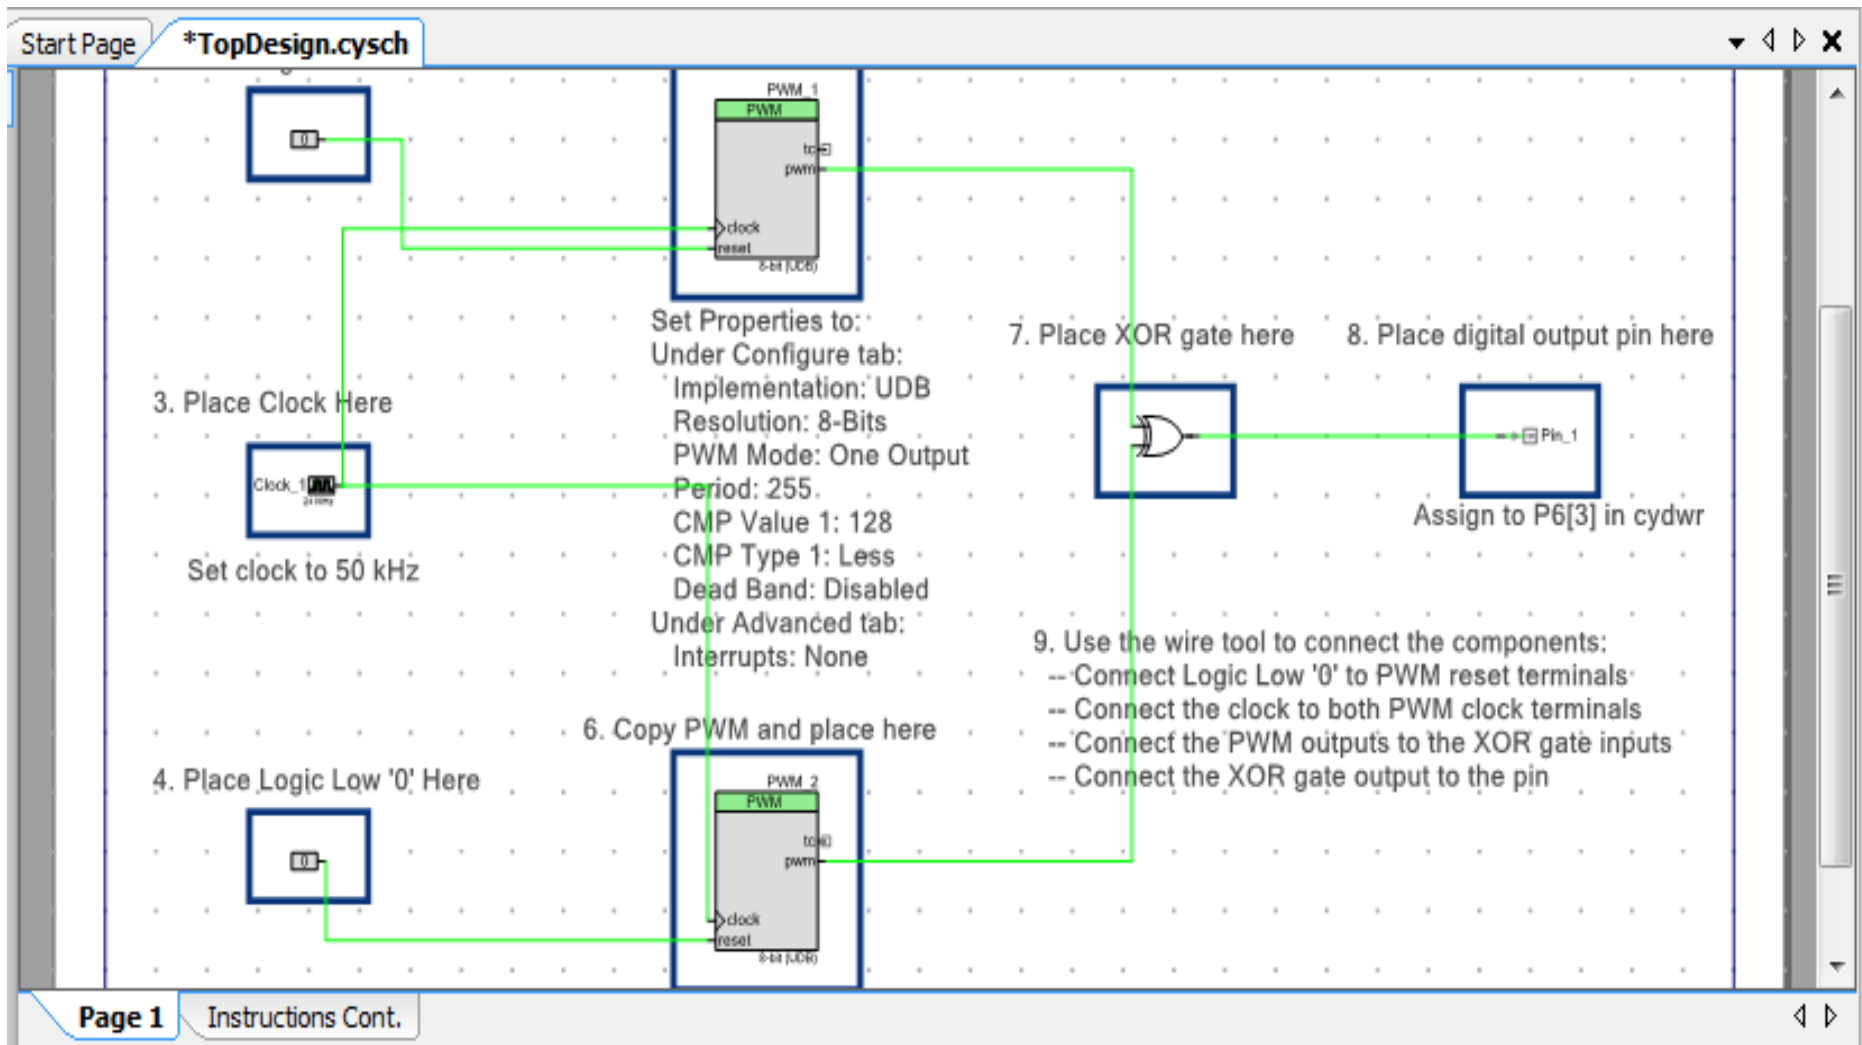 Start Page
*TopDesign.cysch
PWM_1
PWM
0
tc
pwm
clock
reset
8-bit (UDB)
Set Properties to:
Under Configure tab:
Implementation: UDB
Resolution: 8-Bits
PWM Mode: One Output
Period: 255
CMP Value 1: 128
CMP Type 1: Less
Dead Band: Disabled
Under Advanced tab:
Interrupts: None
7. Place XOR gate here
8. Place digital output pin here
3. Place Clock Here
Clock_1
Set clock to 50 kHz
Pin_1
Assign to P6[3] in cydwr
9. Use the wire tool to connect the components:
-- Connect Logic Low '0' to PWM reset terminals
-- Connect the clock to both PWM clock terminals
-- Connect the PWM outputs to the XOR gate inputs
-- Connect the XOR gate output to the pin
6. Copy PWM and place here
4. Place Logic Low '0' Here
PWM_2
PWM
0
tc
pwm
clock
reset
8-bit (UDB)
Page 1
Instructions Cont.